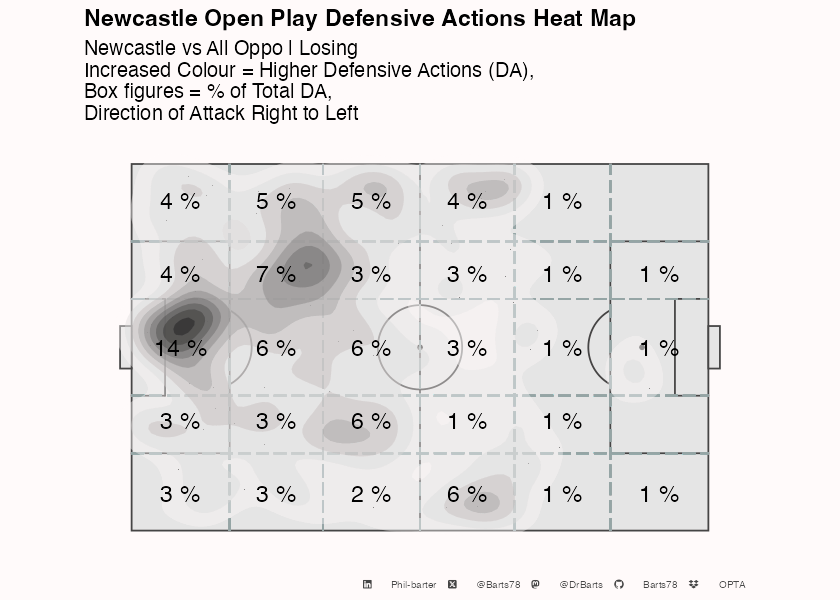 Newcastle Open Play Defensive Actions Heat Map
Newcastle vs All Oppo | Losing
Increased Colour = Higher Defensive Actions (DA),
Box figures = % of Total DA,
Direction of Attack Right to Left
4 % 5 % 5 % 4 % 1 %
4 % 7 % 3 % 3 % 1 % 1 %
14 % 6 % 6 % 3 % 1 % 1 %
3 % 3 % 6 % 1 % 1 %
3 % 3 % 2 % 6 % 1 % 1 %
Phil-barter @Barts78 @DrBarts Barts78 OPTA